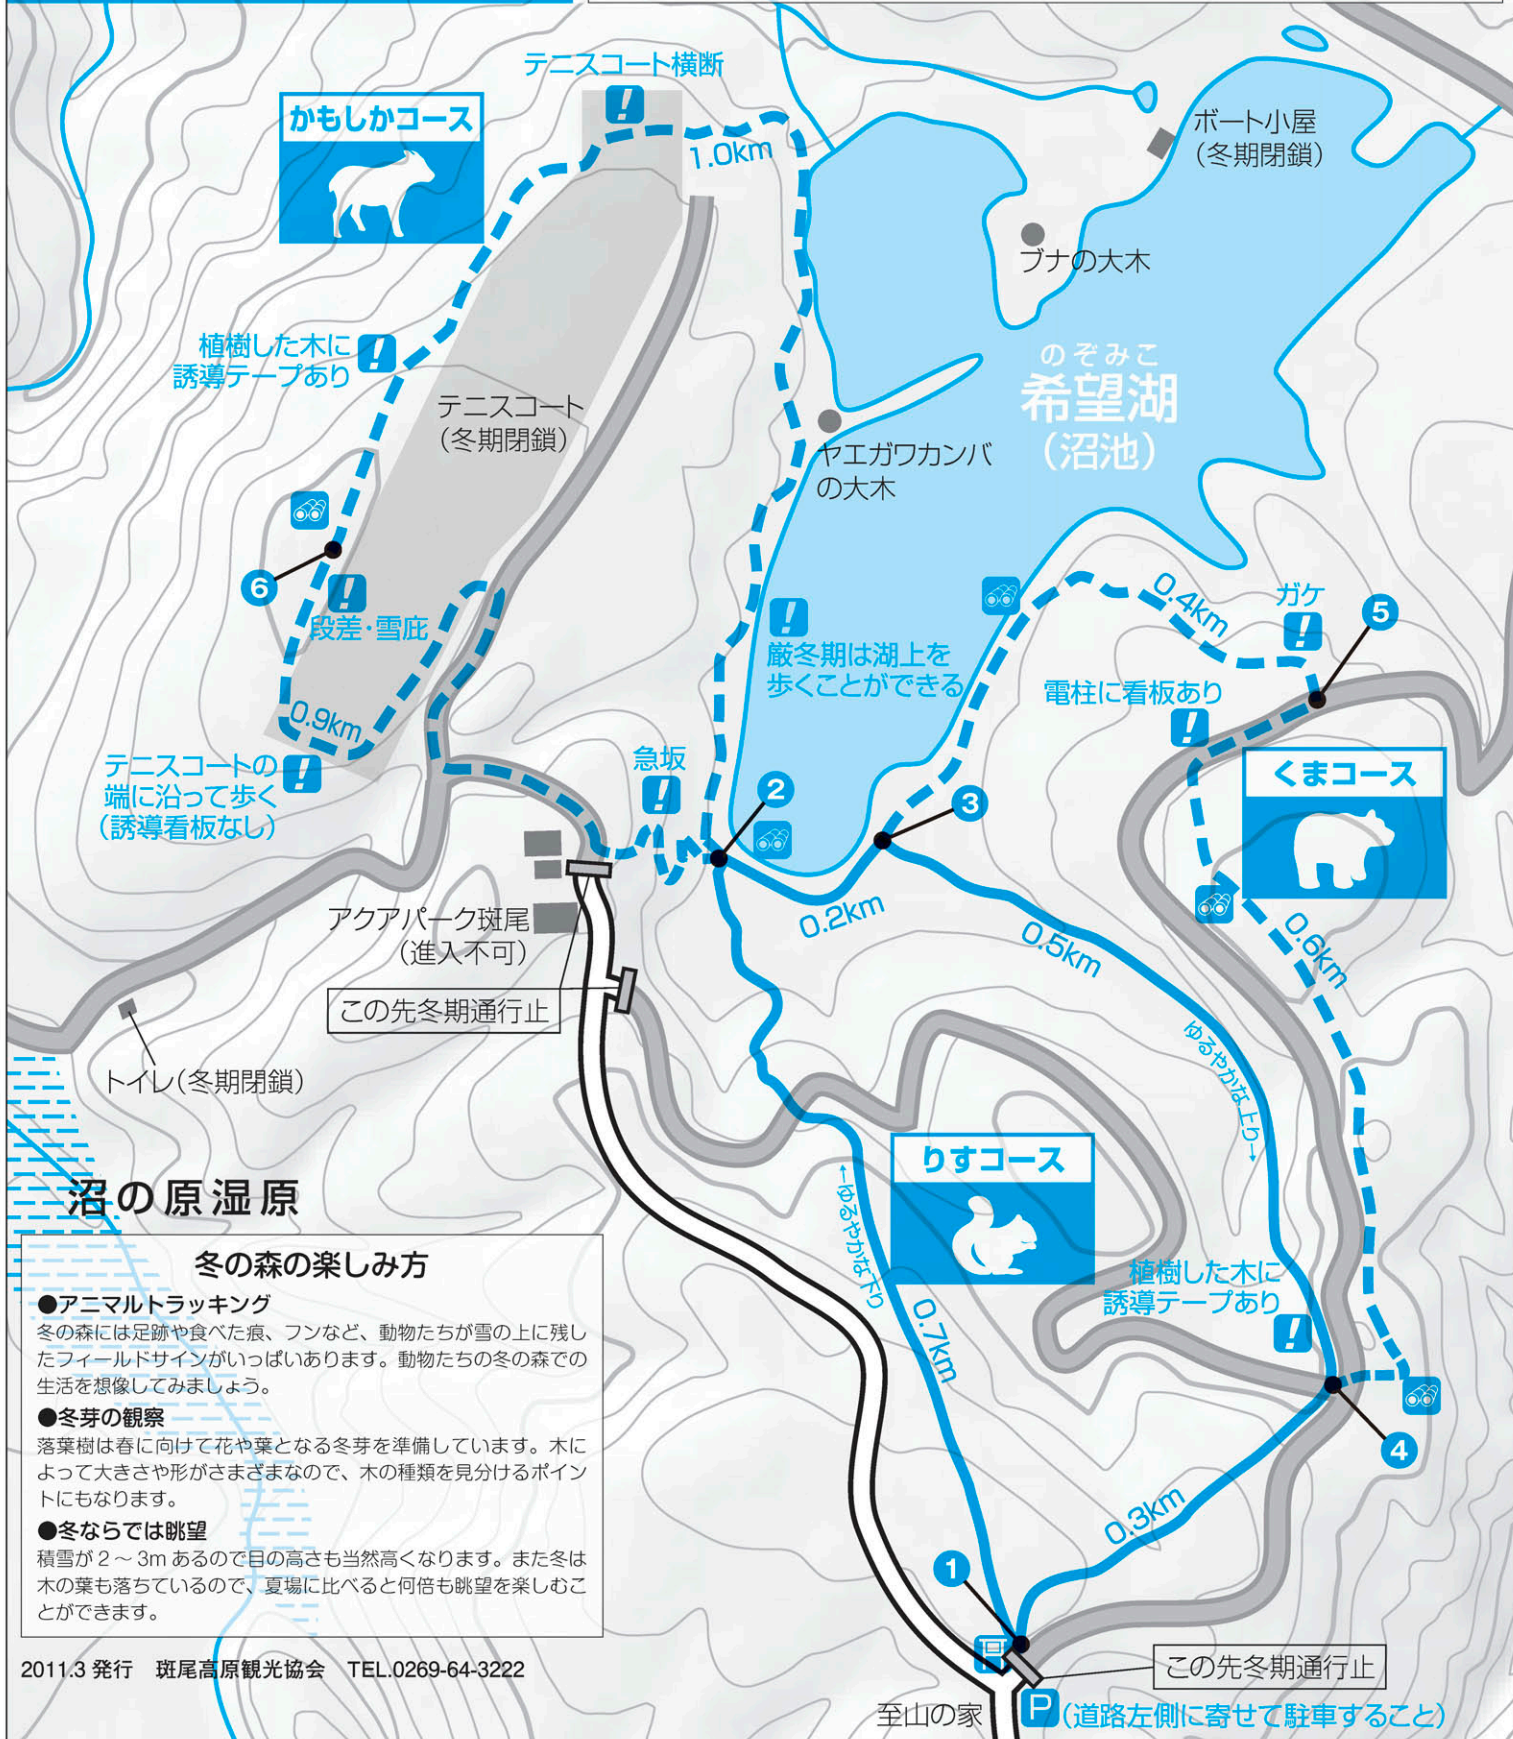 テニスコート横断
かもしかコース
1.0km
ボート小屋
（冬期閉鎖）
ブナの大木
植樹した木に
誘導テープあり
のぞみこ
希望湖
（沼池）
テニスコート
（冬期閉鎖）
ヤエガワカンバ
の大木
6
段差・雪庇
厳冬期は湖上を
歩くことができる
0.4km
ガケ
5
電柱に看板あり
0.9km
テニスコートの
端に沿って歩く
（誘導看板なし）
急坂
2
3
くまコース
アクアパーク斑尾
（進入不可）
0.2km
0.5km
0.6km
この先冬期通行止
トイレ（冬期閉鎖）
ゆるやかな上り→
沼の原湿原
りすコース
←ゆるやかな下り
植樹した木に
誘導テープあり
0.7km
4
0.3km
1
冬の森の楽しみ方
●アニマルトラッキング
冬の森には足跡や食べた痕、フンなど、動物たちが雪の上に残し
たフィールドサインがいっぱいあります。動物たちの冬の森での
生活を想像してみましょう。
●冬芽の観察
落葉樹は春に向けて花や葉となる冬芽を準備しています。木に
よって大きさや形がさまざまなので、木の種類を見分けるポイン
トにもなります。
●冬ならでは眺望
積雪が2～3mあるので目の高さも当然高くなります。また冬は
木の葉も落ちているので、夏場に比べると何倍も眺望を楽しむこ
とができます。
2011.3 発行　斑尾高原観光協会　TEL.0269-64-3222
この先冬期通行止
至山の家
P（道路左側に寄せて駐車すること）